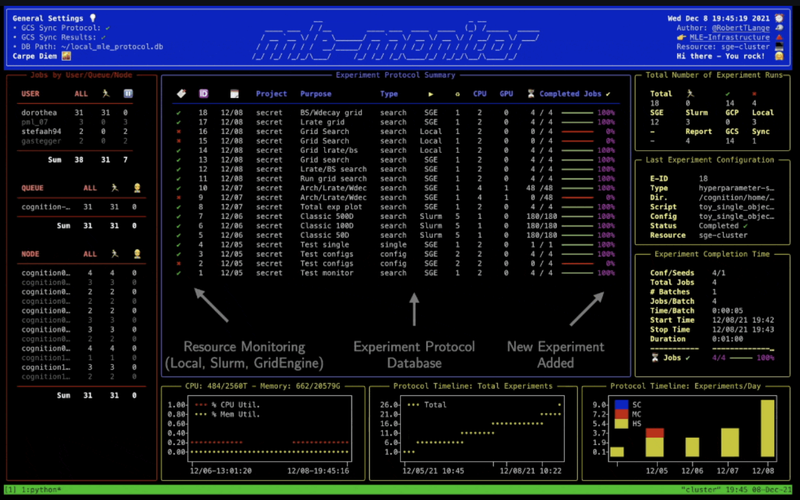 General Settings
• GCS Sync Protocol: ✓
• GCS Sync Results: ✓
• DB Path: ~/local_mle_protocol.db
Carpe Diem
mle-monitor
Wed Dec 8 19:45:19 2021
Author: @RobertTLange
MLE-Infrastructure
Resource: sge-cluster
Hi there – You rock!
Jobs by User/Queue/Node
USER ALL
dorothea 31 31 0
pml_07 3 3 0
stefaah94 2 0 2
gastegger 2 0 2
Sum 38 31 7
QUEUE ALL
cognition-… 31 31 0
Sum 31 31 0
NODE ALL
cognition0… 4 4 0
cognition0… 3 3 0
cognition0… 2 2 0
cognition0… 2 2 0
cognition0… 3 3 0
cognition0… 3 3 0
cognition0… 2 2 0
cognition0… 2 2 0
cognition0… 4 4 0
cognition1… 1 1 0
cognition1… 3 3 0
cognition1… 2 2 0
Sum 31 31 0
Experiment Protocol Summary
Project Purpose Type CPU GPU Completed Jobs ✓
✓ 18 12/08 secret BS/Wdecay grid search SGE 1 2 0 4 / 4 100%
✓ 17 12/08 secret Lrate grid search SGE 1 2 0 4 / 4 100%
✖ 16 12/08 secret Grid Search search Local 1 2 0 0 / 4 0%
✖ 15 12/08 secret Grid Search search Local 1 2 0 0 / 4 0%
✓ 14 12/08 secret Grid lrate/bs search Local 1 2 0 4 / 4 100%
✓ 13 12/08 secret Grid search search SGE 1 2 0 4 / 4 100%
✓ 12 12/08 secret Lrate/BS search search SGE 1 2 0 4 / 4 100%
✓ 11 12/08 secret Run grid search search SGE 1 2 0 4 / 4 100%
✓ 10 12/07 secret Arch/Lrate/Wdec search SGE 1 4 1 48 /48 100%
✖ 9 12/07 secret Arch/Lrate/Wdec search SGE 1 4 1 0 /48 0%
✓ 8 12/07 secret Total exp plot search SGE 1 2 0 4 / 4 100%
✓ 7 12/06 secret Classic 500D search Slurm 5 1 0 180/180 100%
✓ 6 12/06 secret Classic 100D search Slurm 5 1 0 180/180 100%
✓ 5 12/06 secret Classic 50D search Slurm 5 1 0 180/180 100%
✓ 4 12/05 secret Test single single SGE 1 2 0 1 / 1 100%
✓ 3 12/05 secret Test configs config SGE 2 2 0 4 / 4 100%
✖ 2 12/05 secret Test configs config SGE 2 2 0 0 / 4 0%
✓ 1 12/05 secret Test monitor search SGE 1 2 0 4 / 4 100%
Resource Monitoring
(Local, Slurm, GridEngine)
Experiment Protocol
Database
New Experiment
Added
Total Number of Experiment Runs
Total ✓ ✖
18 0 14 4
SGE Slurm GCP Local
12 3 0 3
– Report GCS Sync
– 4 14 1
Last Experiment Configuration
E-ID 18
Type hyperparameter-s…
Dir. /cognition/home/…
Script toy_single_objec…
Config toy_single_objec…
Status Completed ✓
Resource sge-cluster
Experiment Completion Time
Conf/Seeds 4/1
Total Jobs 4
# Batches 1
Jobs/Batch 4
Time/Batch 0:00:05
Start Time 12/08/21 19:42
Stop Time 12/08/21 19:43
Duration 0:01:00
Jobs ✓ 4/4 100%
CPU: 484/2560T – Memory: 662/20579G
1.00
0.80
0.60
0.40
0.20
0.00
% CPU Util.
% Mem Util.
12/06-13:01:20 12/08-19:45:16
Protocol Timeline: Total Experiments
26.0
21.0
16.0
11.0
6.0
1.0
Total
12/05/21 10:45 12/08/21 10:22
Protocol Timeline: Experiments/Day
9.0
7.2
5.4
3.7
1.9
0.1
SC
MC
HS
12/05 12/06 12/07 12/08
[1] 1:python* "cluster" 19:45 08-Dec-21